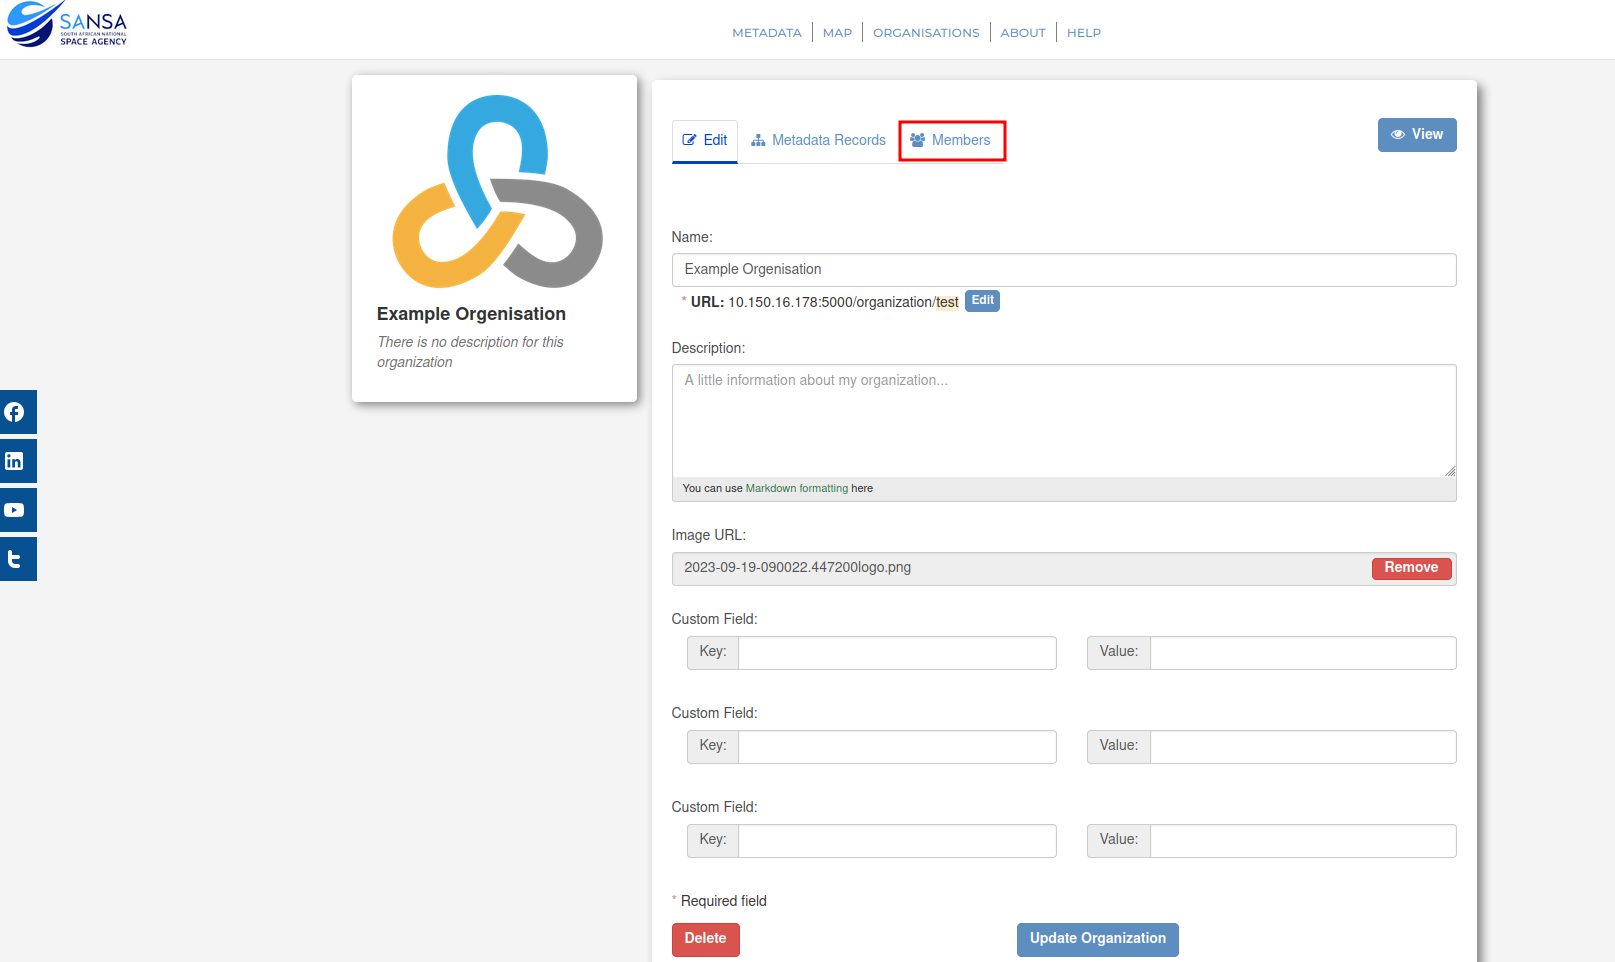 SANSA
SOUTH AFRICAN NATIONAL
SPACE AGENCY
METADATA
MAP
ORGANISATIONS
ABOUT
HELP
Example Orgenisation
There is no description for this
organization
Edit
Metadata Records
Members
View
Name:
Example Orgenisation
* URL: 10.150.16.178:5000/organization/test Edit
Description:
A little information about my organization...
You can use Markdown formatting here
Image URL:
2023-09-19-090022.447200logo.png
Remove
Custom Field:
Key:
Value:
Custom Field:
Key:
Value:
Custom Field:
Key:
Value:
* Required field
Delete
Update Organization